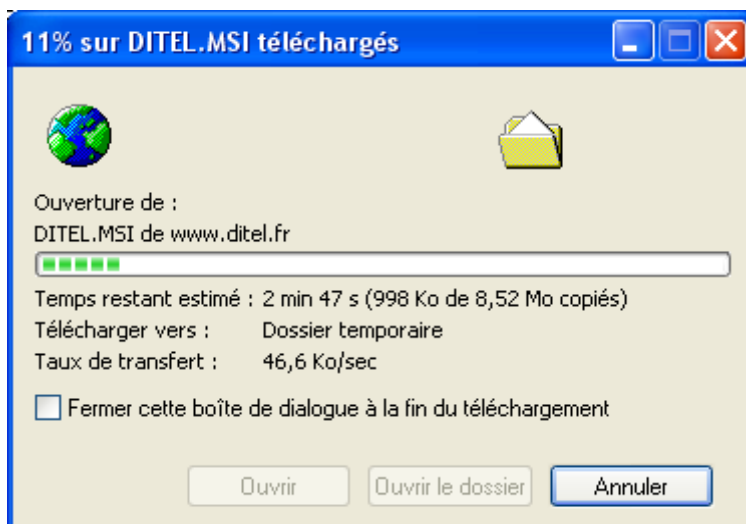 11% sur DITEL.MSI téléchargés
Ouverture de :
DITEL.MSI de www.ditel.fr
Temps restant estimé : 2 min 47 s (998 Ko de 8,52 Mo copiés)
Télécharger vers : Dossier temporaire
Taux de transfert : 46,6 Ko/sec
Fermer cette boîte de dialogue à la fin du téléchargement
Ouvrir Ouvrir le dossier Annuler